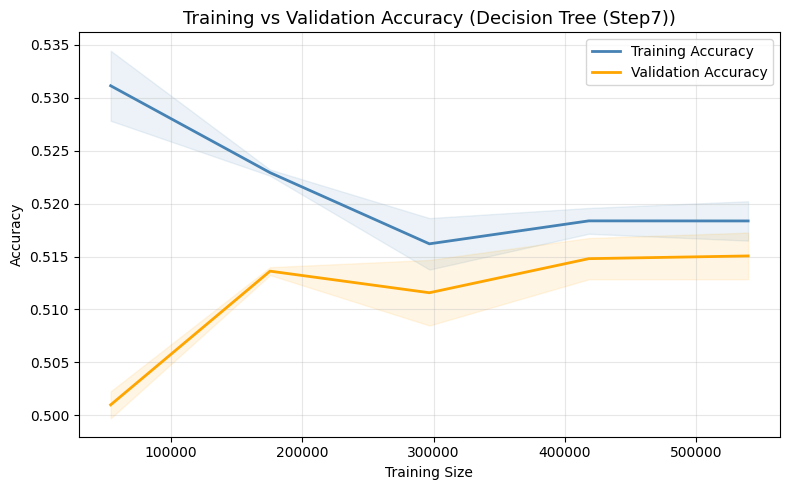 Training vs Validation Accuracy (Decision Tree (Step7))
Training Accuracy
Validation Accuracy
Accuracy
0.535
0.530
0.525
0.520
0.515
0.510
0.505
0.500
100000 200000 300000 400000 500000
Training Size